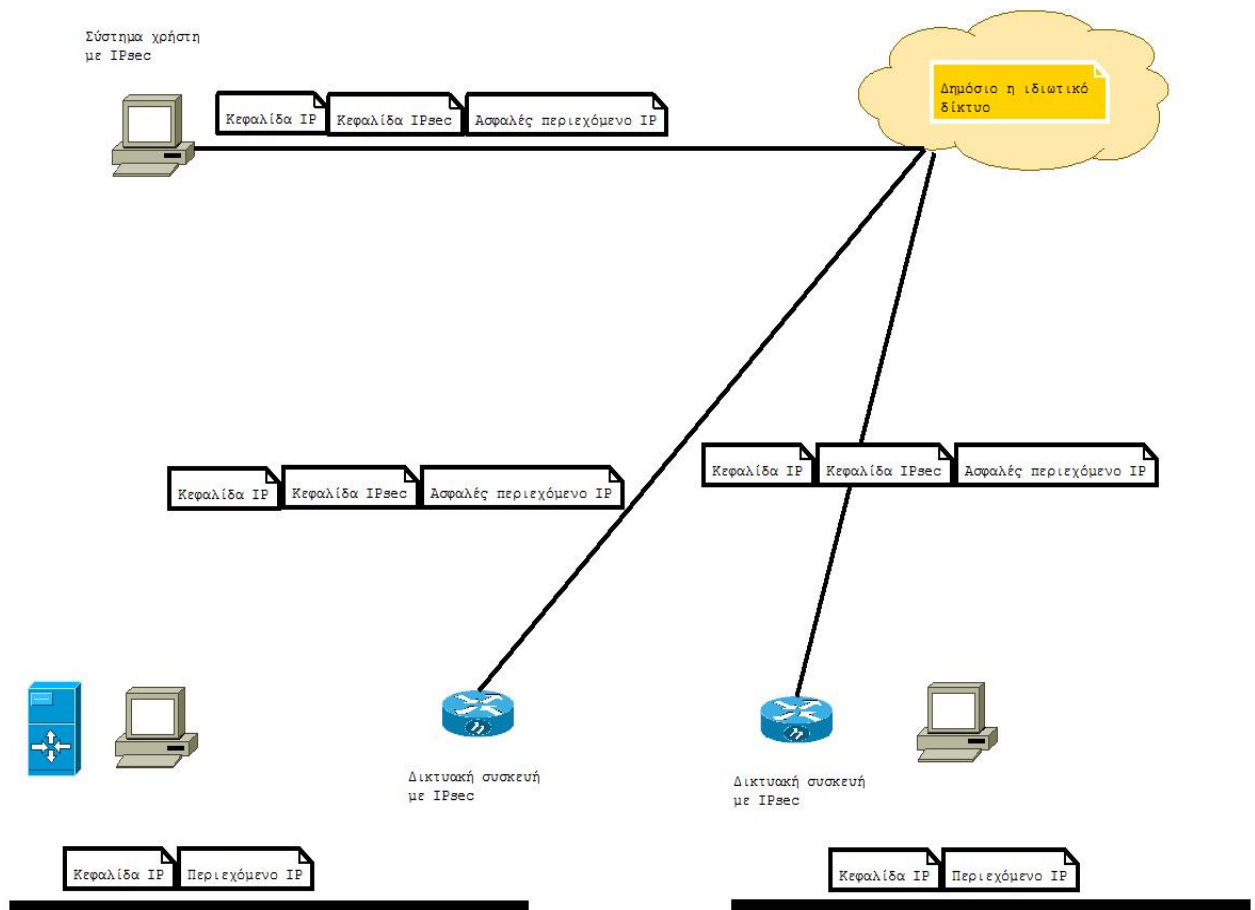 Σύστημα χρήστη
με IPsec
Δημόσιο η ιδιωτικό
δίκτυο
Κεφαλίδα IP
Κεφαλίδα IPsec
Ασφαλές περιεχόμενο IP
Κεφαλίδα IP
Κεφαλίδα IPsec
Ασφαλές περιεχόμενο IP
Κεφαλίδα IP
Κεφαλίδα IPsec
Ασφαλές περιεχόμενο IP
Δικτυακή συσκευή
με IPsec
Δικτυακή συσκευή
με IPsec
Κεφαλίδα IP
Περιεχόμενο IP
Κεφαλίδα IP
Περιεχόμενο IP